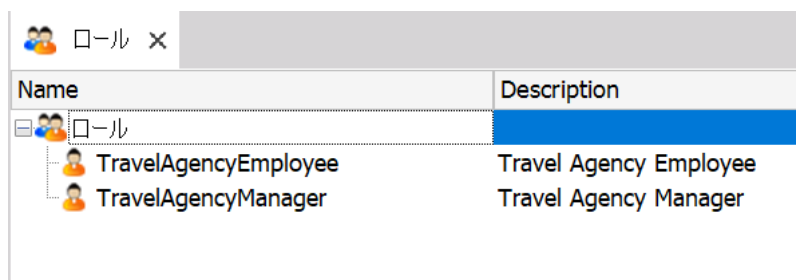 ロール
Name Description
ロール
TravelAgencyEmployee Travel Agency Employee
TravelAgencyManager Travel Agency Manager